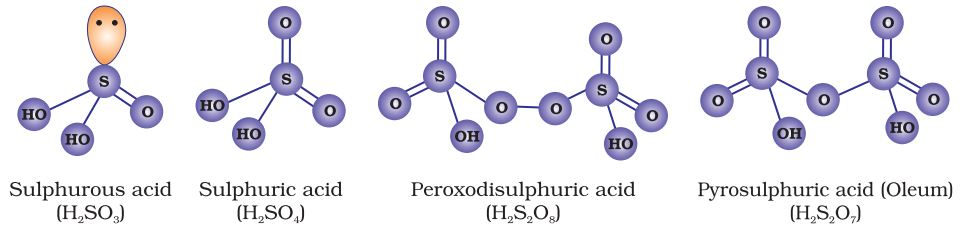 O O O O O
S S S S S S
HO O HO O O O O O O O O
HO HO OH HO OH HO
Sulphurous acid Sulphuric acid Peroxodisulphuric acid Pyrosulphuric acid (Oleum)
(H₂SO₃) (H₂SO₄) (H₂S₂O₈) (H₂S₂O₇)